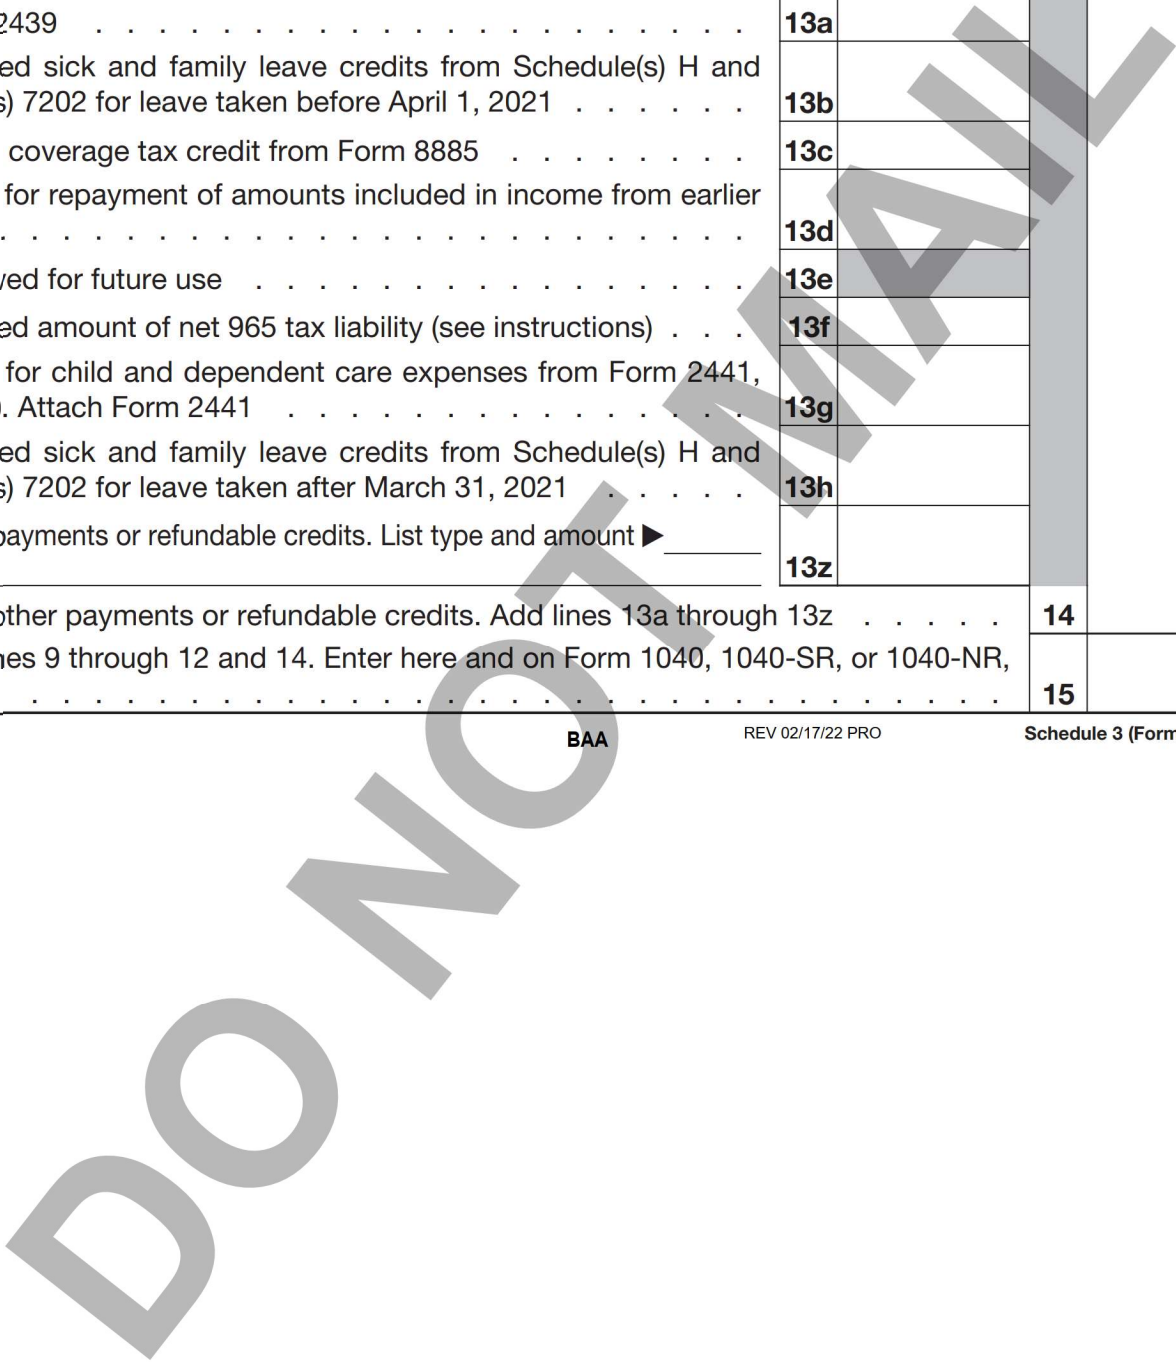 2439 . . . . . . . . . . . . . . . . . . . . . 13a
ed sick and family leave credits from Schedule(s) H and
s) 7202 for leave taken before April 1, 2021 . . . . . . 13b
coverage tax credit from Form 8885 . . . . . . . . 13c
for repayment of amounts included in income from earlier
. . . . . . . . . . . . . . . . . . . . . . . . 13d
ved for future use . . . . . . . . . . . . . . . . 13e
ed amount of net 965 tax liability (see instructions) . . . 13f
for child and dependent care expenses from Form 2441,
). Attach Form 2441 . . . . . . . . . . . . . . . 13g
ed sick and family leave credits from Schedule(s) H and
s) 7202 for leave taken after March 31, 2021 . . . . . 13h
payments or refundable credits. List type and amount ▶
13z
other payments or refundable credits. Add lines 13a through 13z . . . . . 14
nes 9 through 12 and 14. Enter here and on Form 1040, 1040-SR, or 1040-NR,
. . . . . . . . . . . . . . . . . . . . . . . . . . . . . . . 15
BAA REV 02/17/22 PRO Schedule 3 (Form
DO NOT MAIL